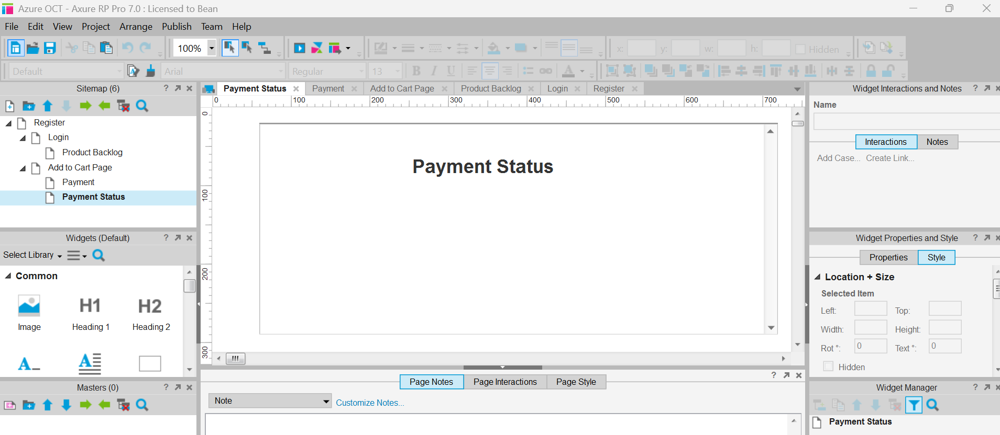 Azure OCT - Axure RP Pro 7.0 : Licensed to Bean
File Edit View Project Arrange Publish Team Help
100% x: y: w: h: Hidden
Default Arial Regular 13 B I U A
Sitemap (6) ?
Register
Login
Product Backlog
Add to Cart Page
Payment
Payment Status
Widgets (Default) ?
Select Library
Common
H1 H2
Image Heading 1 Heading 2
A A
Masters (0) ?
Payment Status Payment Add to Cart Page Product Backlog Login Register
0 100 200 300 400 500 600 700
0
100
200
300
Payment Status
?
Page Notes Page Interactions Page Style
Note Customize Notes...
Widget Interactions and Notes ?
Name
Interactions Notes
Add Case... Create Link...
Widget Properties and Style ?
Properties Style
Location + Size
Selected Item
Left: Top:
Width: Height:
Rot °: 0 Text °: 0
Hidden
Widget Manager ?
Payment Status